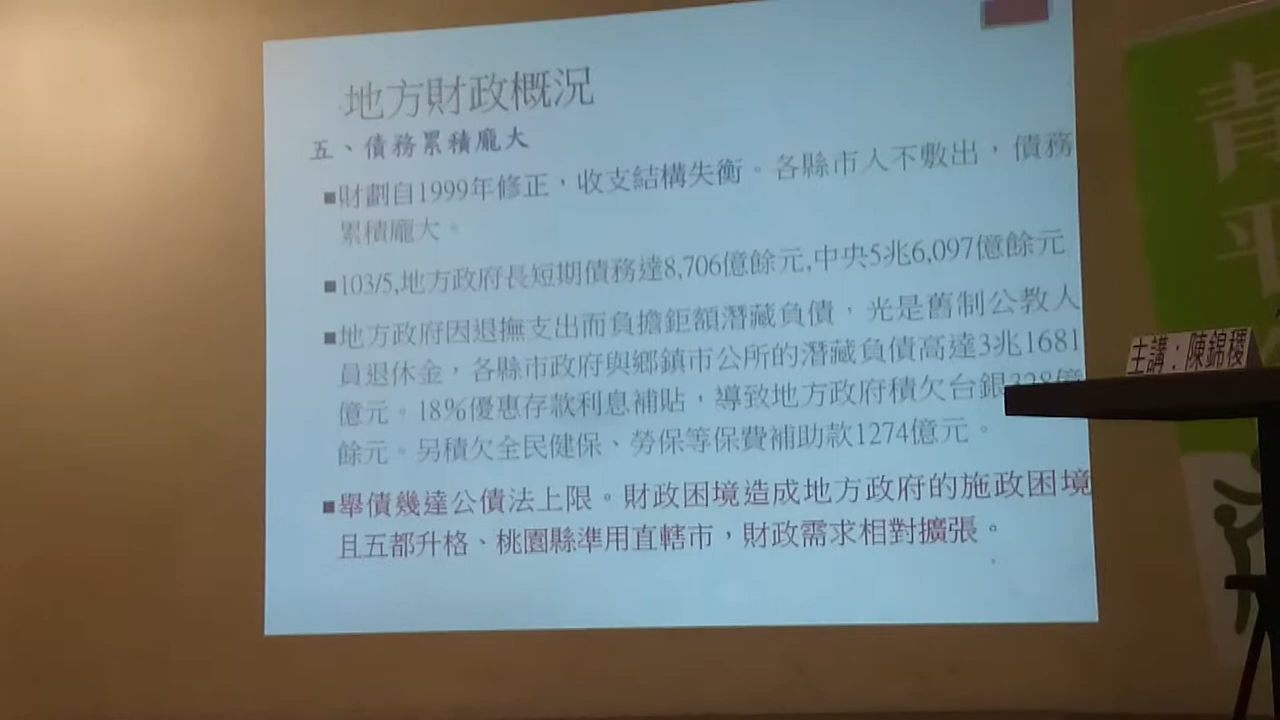 地方財政概況
五、債務累積龐大
■財劃自1999年修正，收支結構失衡。各縣市入不敷出，債務
累積龐大。
■103/5,地方政府長短期債務達8,706億餘元,中央5兆6,097億餘元
■地方政府因退撫支出而負擔鉅額潛藏負債，光是舊制公教人
員退休金，各縣市政府與鄉鎮市公所的潛藏負債高達3兆1681
億元。18%優惠存款利息補貼，導致地方政府積欠台銀328億
餘元。另積欠全民健保、勞保等保費補助款1274億元。
■舉債幾達公債法上限。財政困境造成地方政府的施政困境
且五都升格、桃園縣準用直轄市，財政需求相對擴張。
主講：陳錦稷
青
平